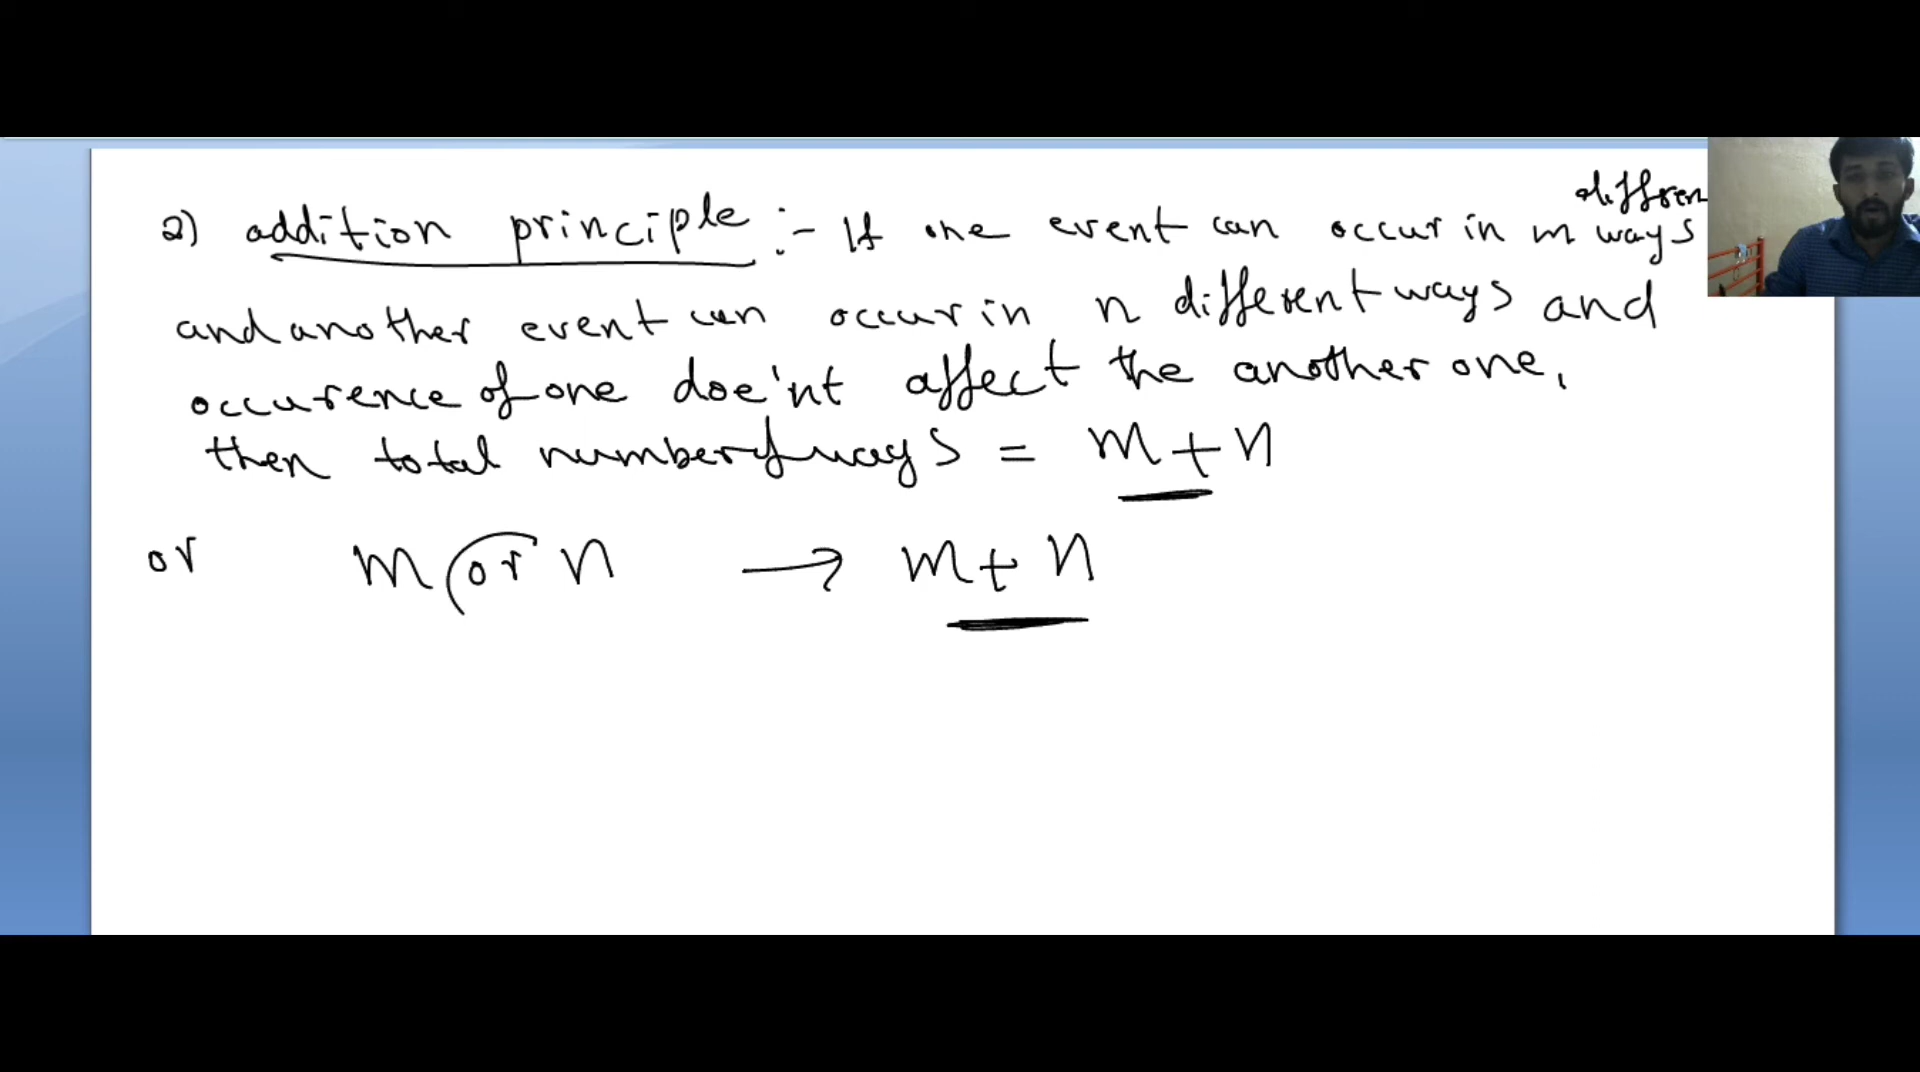 2) addition principle :- If one event can occur in m differen ways
and another event can occur in n different ways and
occurence of one doe'nt affect the another one,
then total number of ways = m + n
or m or n → m + n